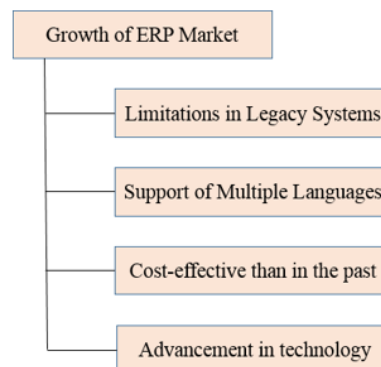 Growth of ERP Market
Limitations in Legacy Systems
Support of Multiple Languages
Cost-effective than in the past
Advancement in technology